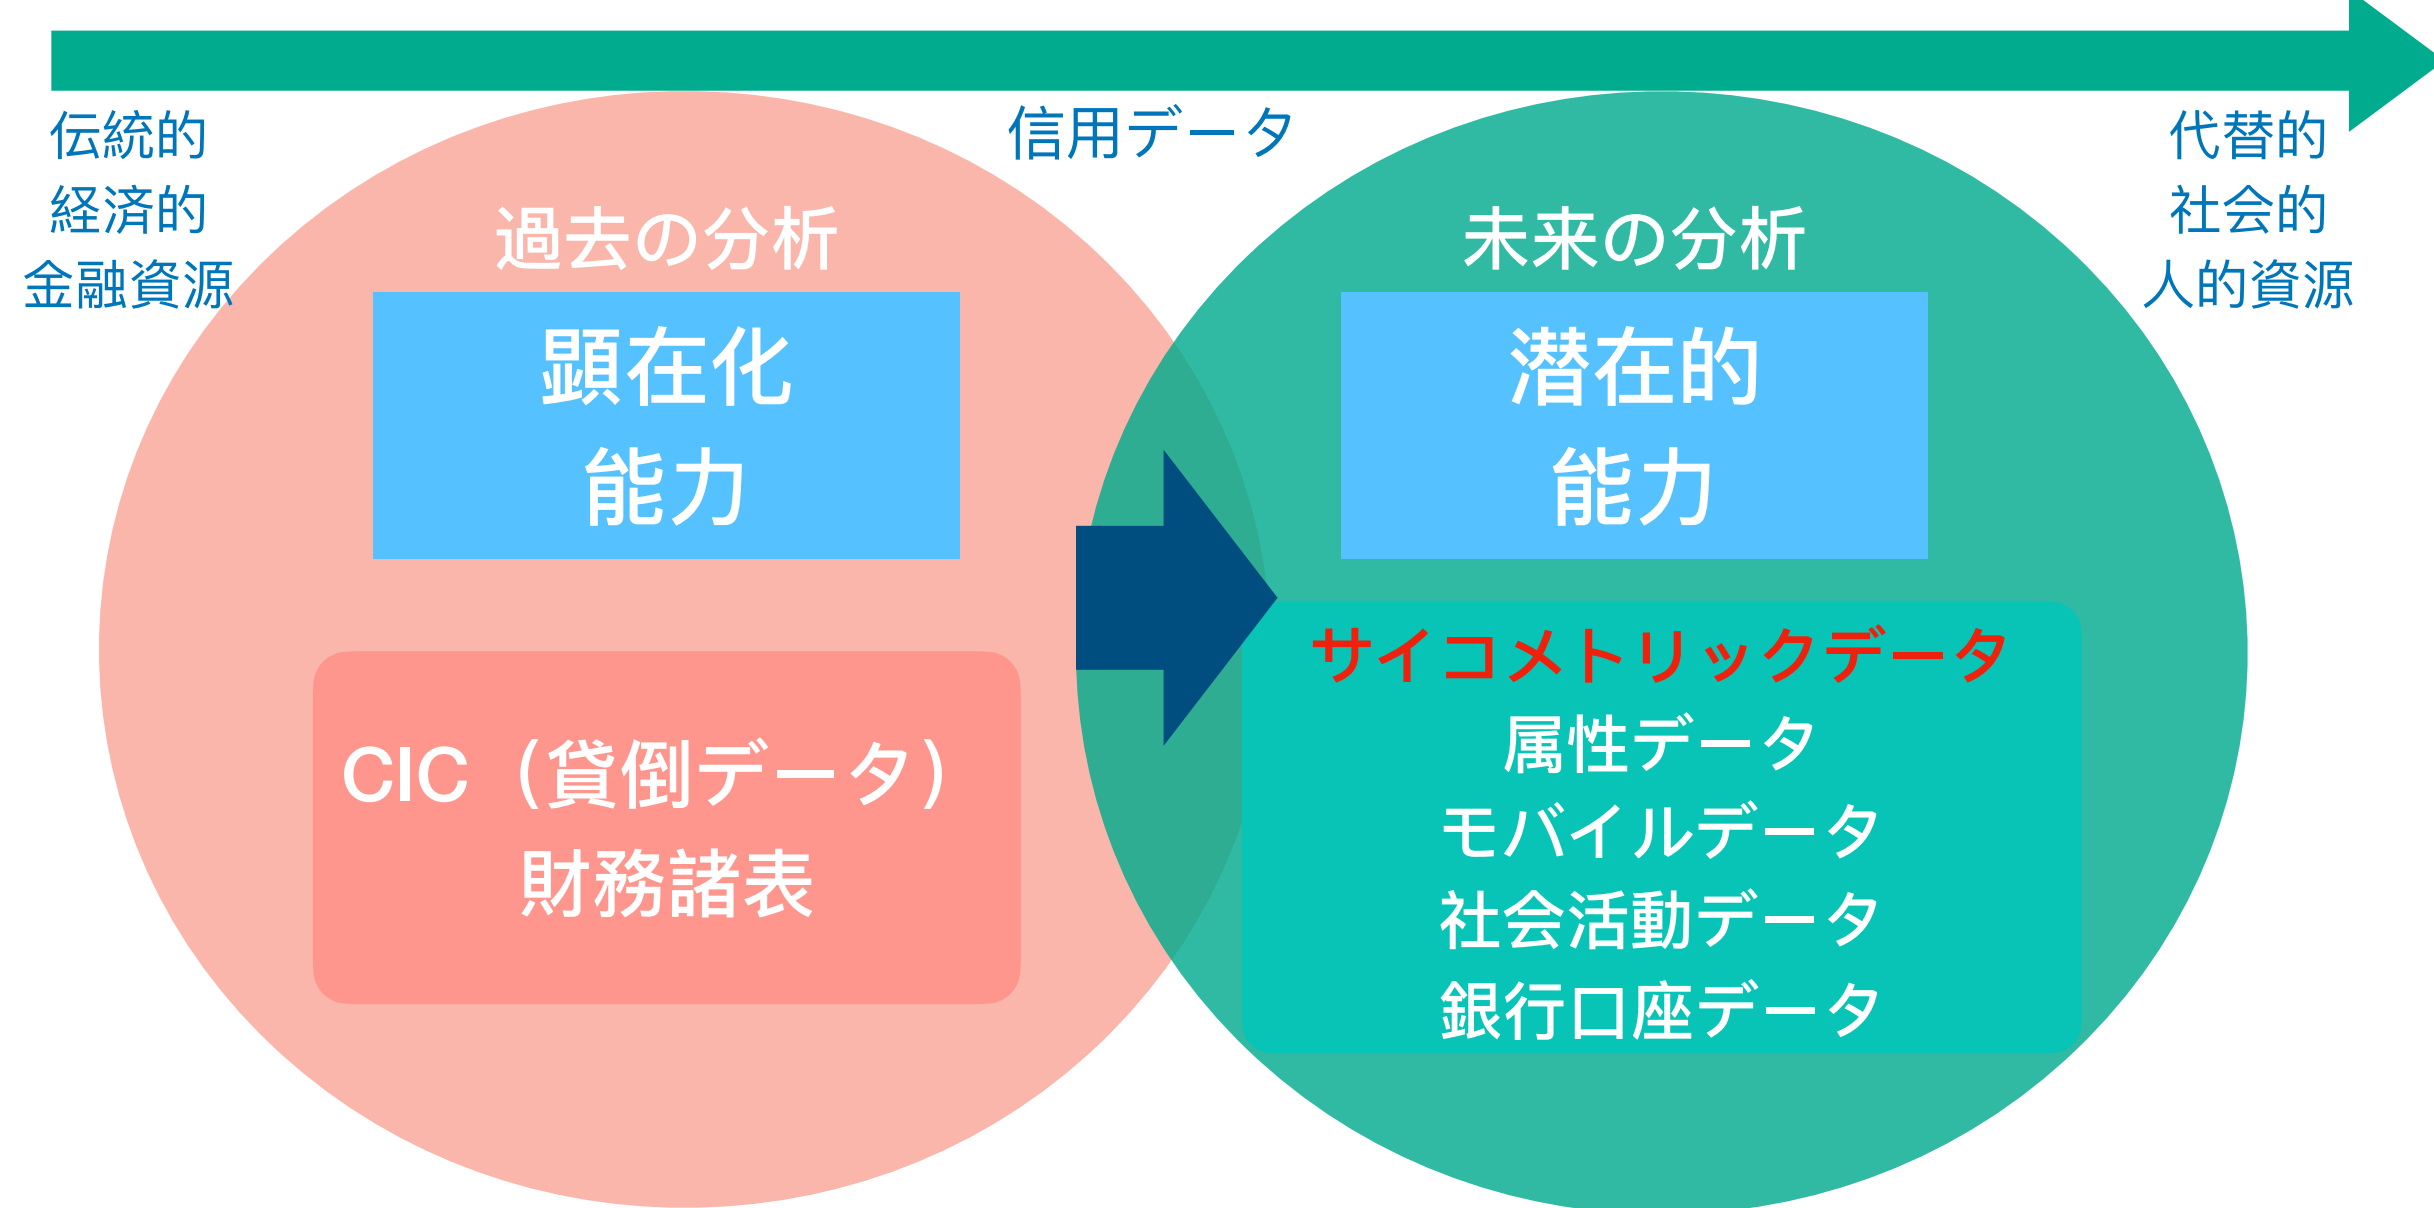 伝統的
経済的
金融資源
信用データ
代替的
社会的
人的資源
過去の分析
顕在化
能力
CIC（貸倒データ)
財務諸表
未来の分析
潜在的
能力
サイコメトリックデータ
属性データ
モバイルデータ
社会活動データ
銀行口座データ